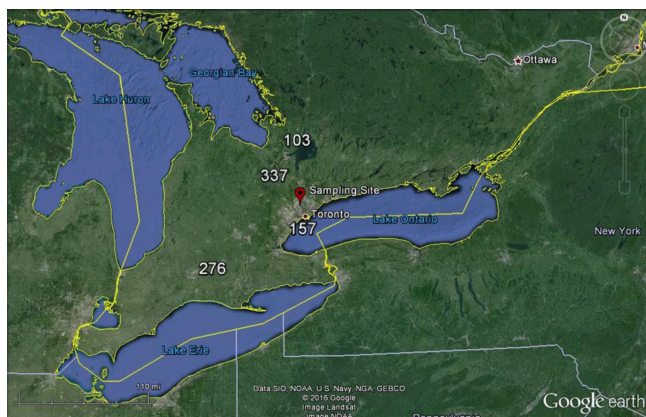 N
Georgian Bay
Ottawa
Lake Huron
103
337
Sampling Site
Toronto
157
Lake Ontario
New York
276
Lake Erie
110 mi
Data SIO, NOAA, U.S. Navy, NGA, GEBCO
© 2016 Google
Image Landsat
Image NOAA
Google earth
Pennsylvania